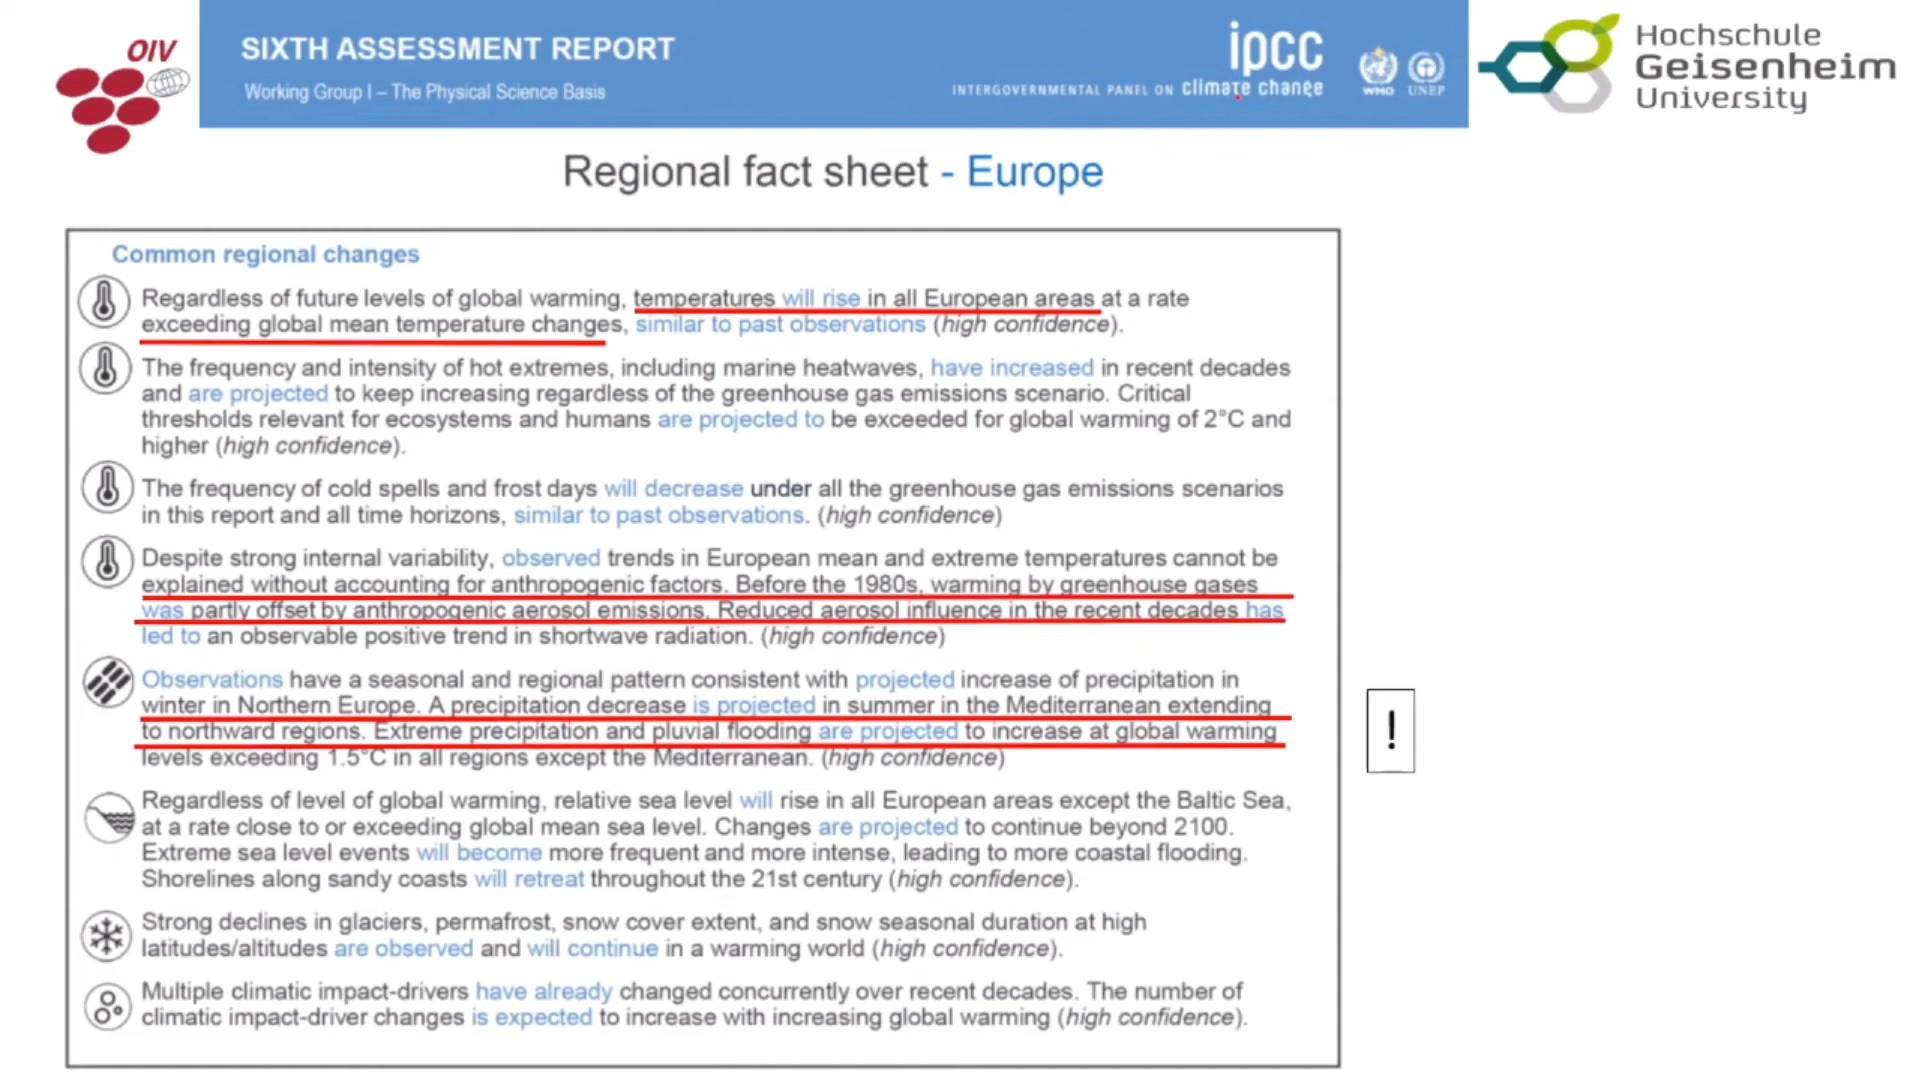 OIV
SIXTH ASSESSMENT REPORT
Working Group I – The Physical Science Basis
ipcc
INTERGOVERNMENTAL PANEL ON climate change
WMO
UNEP
Hochschule
Geisenheim
University
Regional fact sheet - Europe
Common regional changes
Regardless of future levels of global warming, temperatures will rise in all European areas at a rate
exceeding global mean temperature changes, similar to past observations (high confidence).
The frequency and intensity of hot extremes, including marine heatwaves, have increased in recent decades
and are projected to keep increasing regardless of the greenhouse gas emissions scenario. Critical
thresholds relevant for ecosystems and humans are projected to be exceeded for global warming of 2°C and
higher (high confidence).
The frequency of cold spells and frost days will decrease under all the greenhouse gas emissions scenarios
in this report and all time horizons, similar to past observations. (high confidence)
Despite strong internal variability, observed trends in European mean and extreme temperatures cannot be
explained without accounting for anthropogenic factors. Before the 1980s, warming by greenhouse gases
was partly offset by anthropogenic aerosol emissions. Reduced aerosol influence in the recent decades has
led to an observable positive trend in shortwave radiation. (high confidence)
Observations have a seasonal and regional pattern consistent with projected increase of precipitation in
winter in Northern Europe. A precipitation decrease is projected in summer in the Mediterranean extending
to northward regions. Extreme precipitation and pluvial flooding are projected to increase at global warming
levels exceeding 1.5°C in all regions except the Mediterranean. (high confidence)
!
Regardless of level of global warming, relative sea level will rise in all European areas except the Baltic Sea,
at a rate close to or exceeding global mean sea level. Changes are projected to continue beyond 2100.
Extreme sea level events will become more frequent and more intense, leading to more coastal flooding.
Shorelines along sandy coasts will retreat throughout the 21st century (high confidence).
Strong declines in glaciers, permafrost, snow cover extent, and snow seasonal duration at high
latitudes/altitudes are observed and will continue in a warming world (high confidence).
Multiple climatic impact-drivers have already changed concurrently over recent decades. The number of
climatic impact-driver changes is expected to increase with increasing global warming (high confidence).